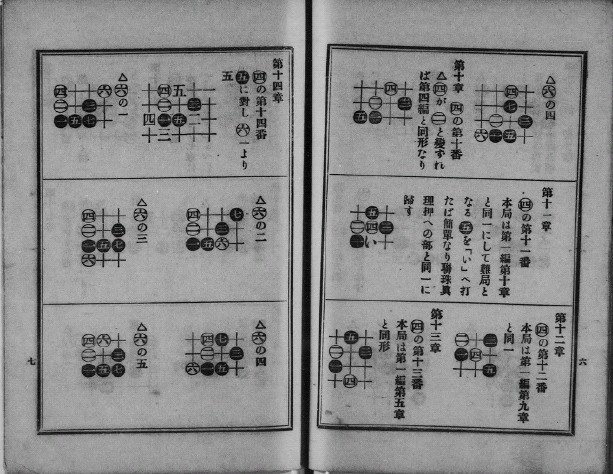 △㊅の四
第十章 ㊃の第十番
△㊃が㊁と變ずれ
ば第四編と同形なり
第十一章
㊃の第十一番
本局は第一編第十章
と同一にして難局と
なる㊄を「い」へ打
たば簡單なり聯珠眞
理押への部と同一に
歸す
い
第十二章
㊃の第十二番
本局は第一編第九章
と同一
第十三章
㊃の第十三番
本局は第一編第五章
と同形
六
第十四章
㊃の第十四番
㊄に對し㊅一より
五
△㊅の一
△㊅の二
△㊅の三
△㊅の四
△㊅の五
七